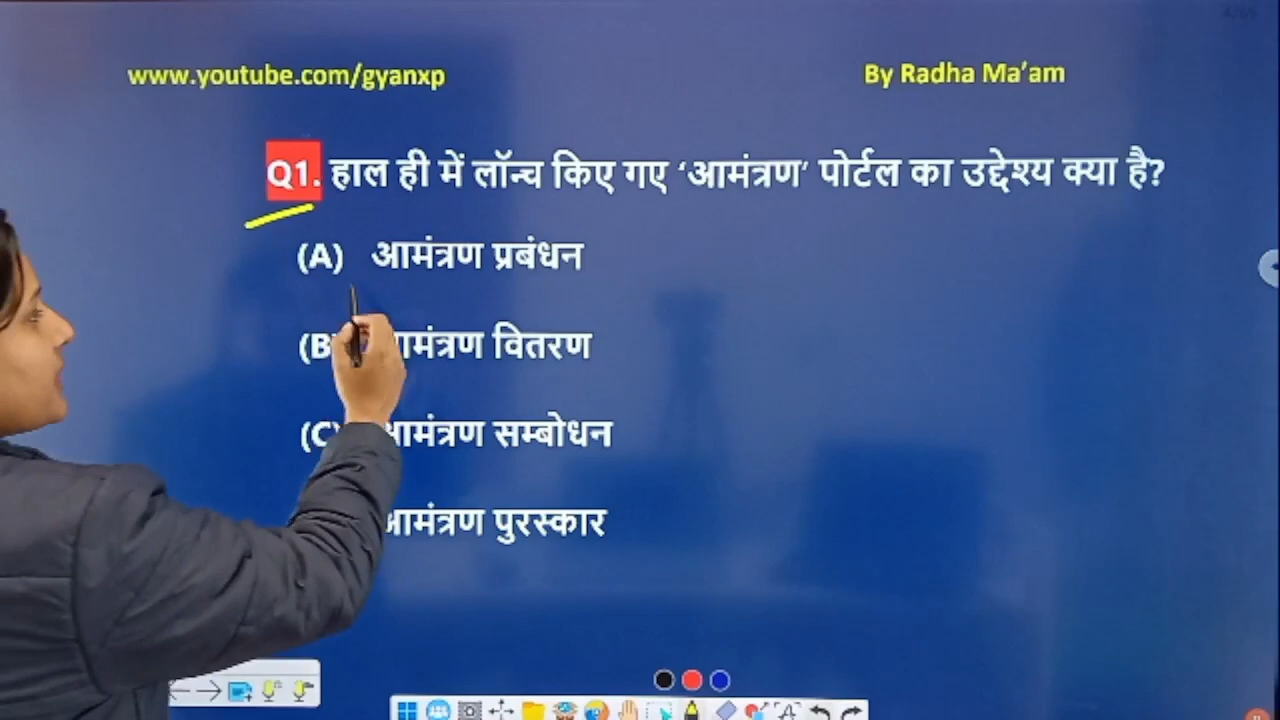 www.youtube.com/gyanxp
By Radha Ma'am
Q1. हाल ही में लॉन्च किए गए ‘आमंत्रण’ पोर्टल का उद्देश्य क्या है?
(A) आमंत्रण प्रबंधन
(B) आमंत्रण वितरण
(C) आमंत्रण सम्बोधन
आमंत्रण पुरस्कार